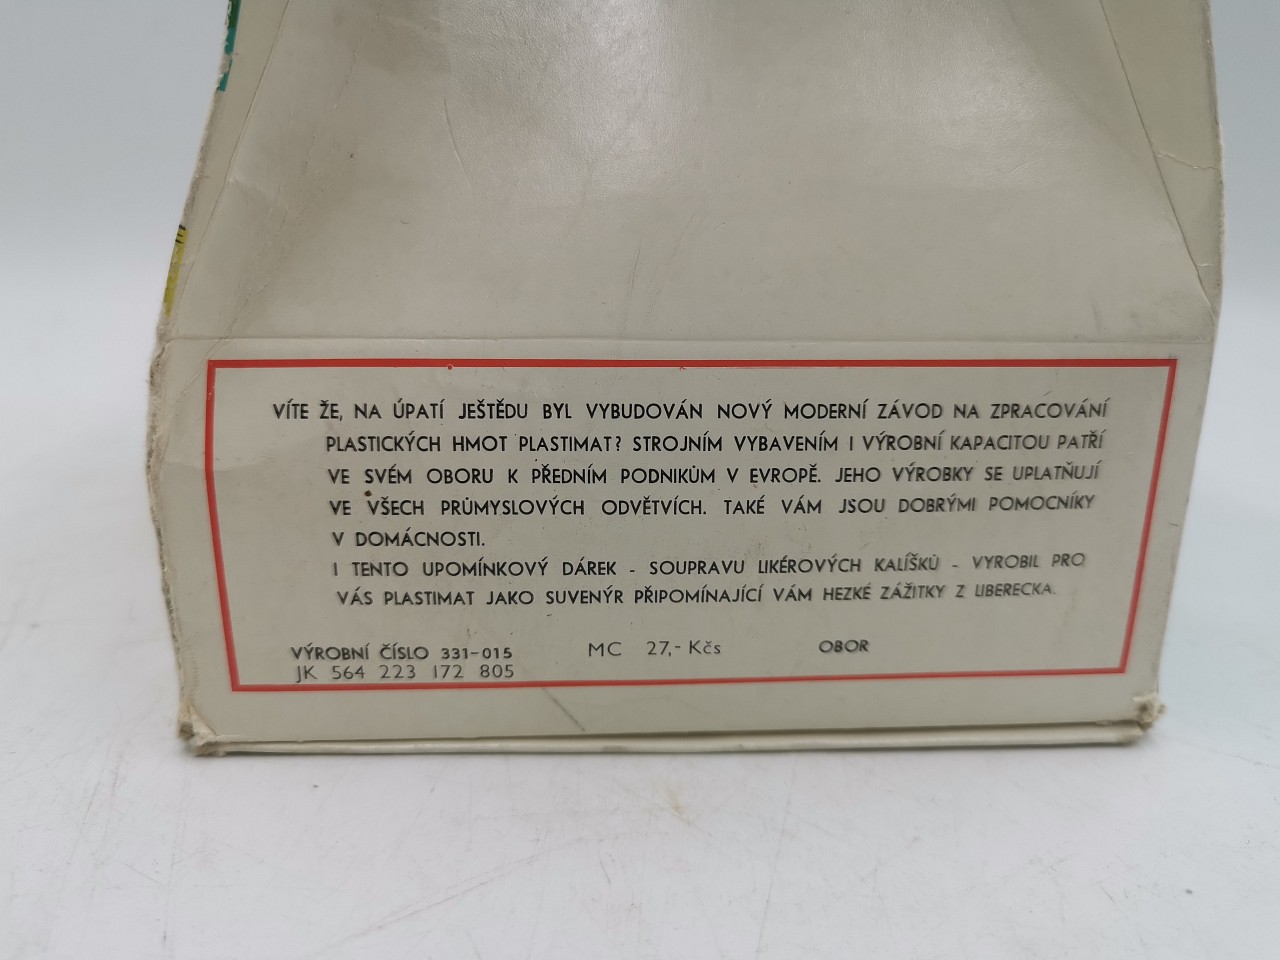 VÍTE ŽE, NA ÚPATÍ JEŠTĚDU BYL VYBUDOVÁN NOVÝ MODERNÍ ZÁVOD NA ZPRACOVÁNÍ
PLASTICKÝCH HMOT PLASTIMAT? STROJNÍM VYBAVENÍM I VÝROBNÍ KAPACITOU PATŘÍ
VE SVÉM OBORU K PŘEDNÍM PODNIKŮM V EVROPĚ. JEHO VÝROBKY SE UPLATŇUJÍ
VE VŠECH PRŮMYSLOVÝCH ODVĚTVÍCH. TAKÉ VÁM JSOU DOBRÝMI POMOCNÍKY
V DOMÁCNOSTI.
I TENTO UPOMÍNKOVÝ DÁREK - SOUPRAVU LIKÉROVÝCH KALÍŠKŮ - VYROBIL PRO
VÁS PLASTIMAT JAKO SUVENÝR PŘIPOMÍNAJÍCÍ VÁM HEZKÉ ZÁŽITKY Z LIBERECKA.
VÝROBNÍ ČÍSLO 331-015 MC 27,- Kčs OBOR
JK 564 223 172 805